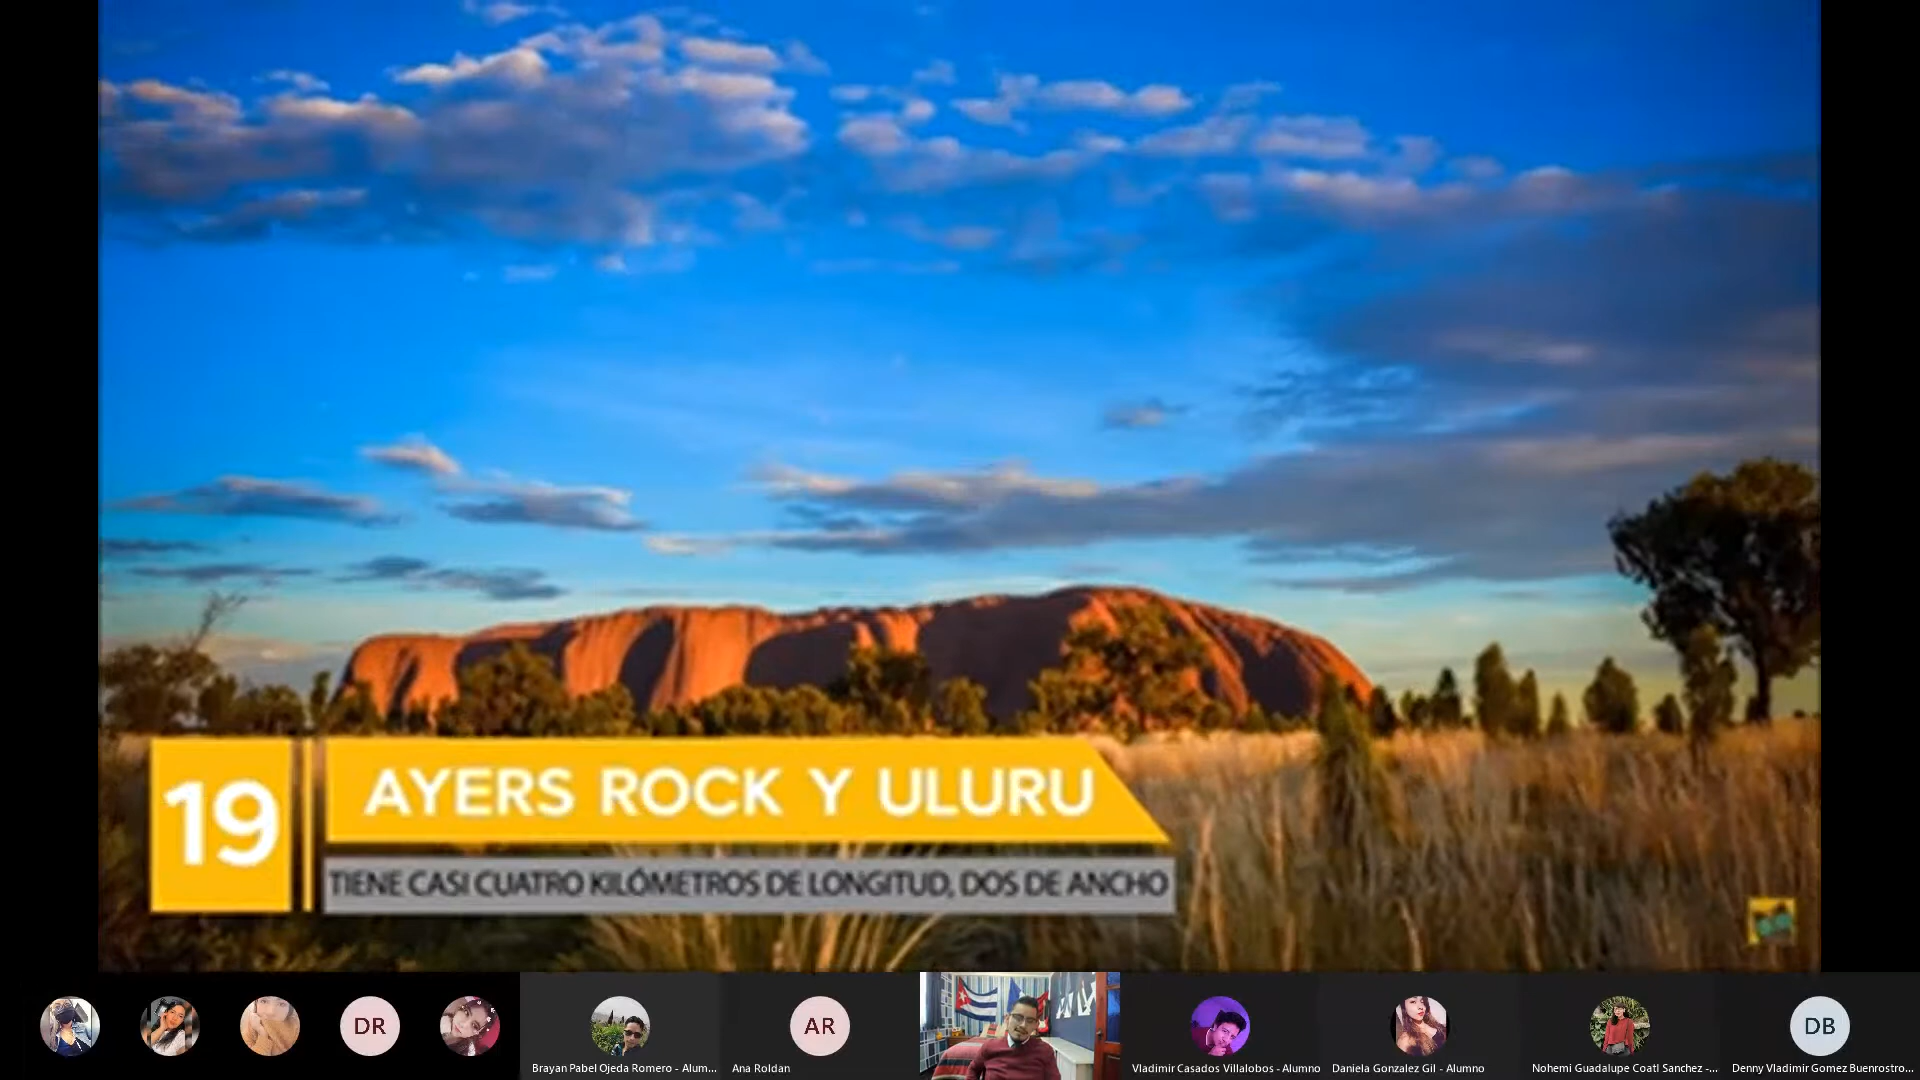 19
AYERS ROCK Y ULURU
TIENE CASI CUATRO KILÓMETROS DE LONGITUD, DOS DE ANCHO
DR
AR
DB
Brayan Pabel Ojeda Romero - Alum...
Ana Roldan
Vladimir Casados Villalobos - Alumno
Daniela Gonzalez Gil - Alumno
Nohemi Guadalupe Coatl Sanchez -...
Denny Vladimir Gomez Buenrostro...